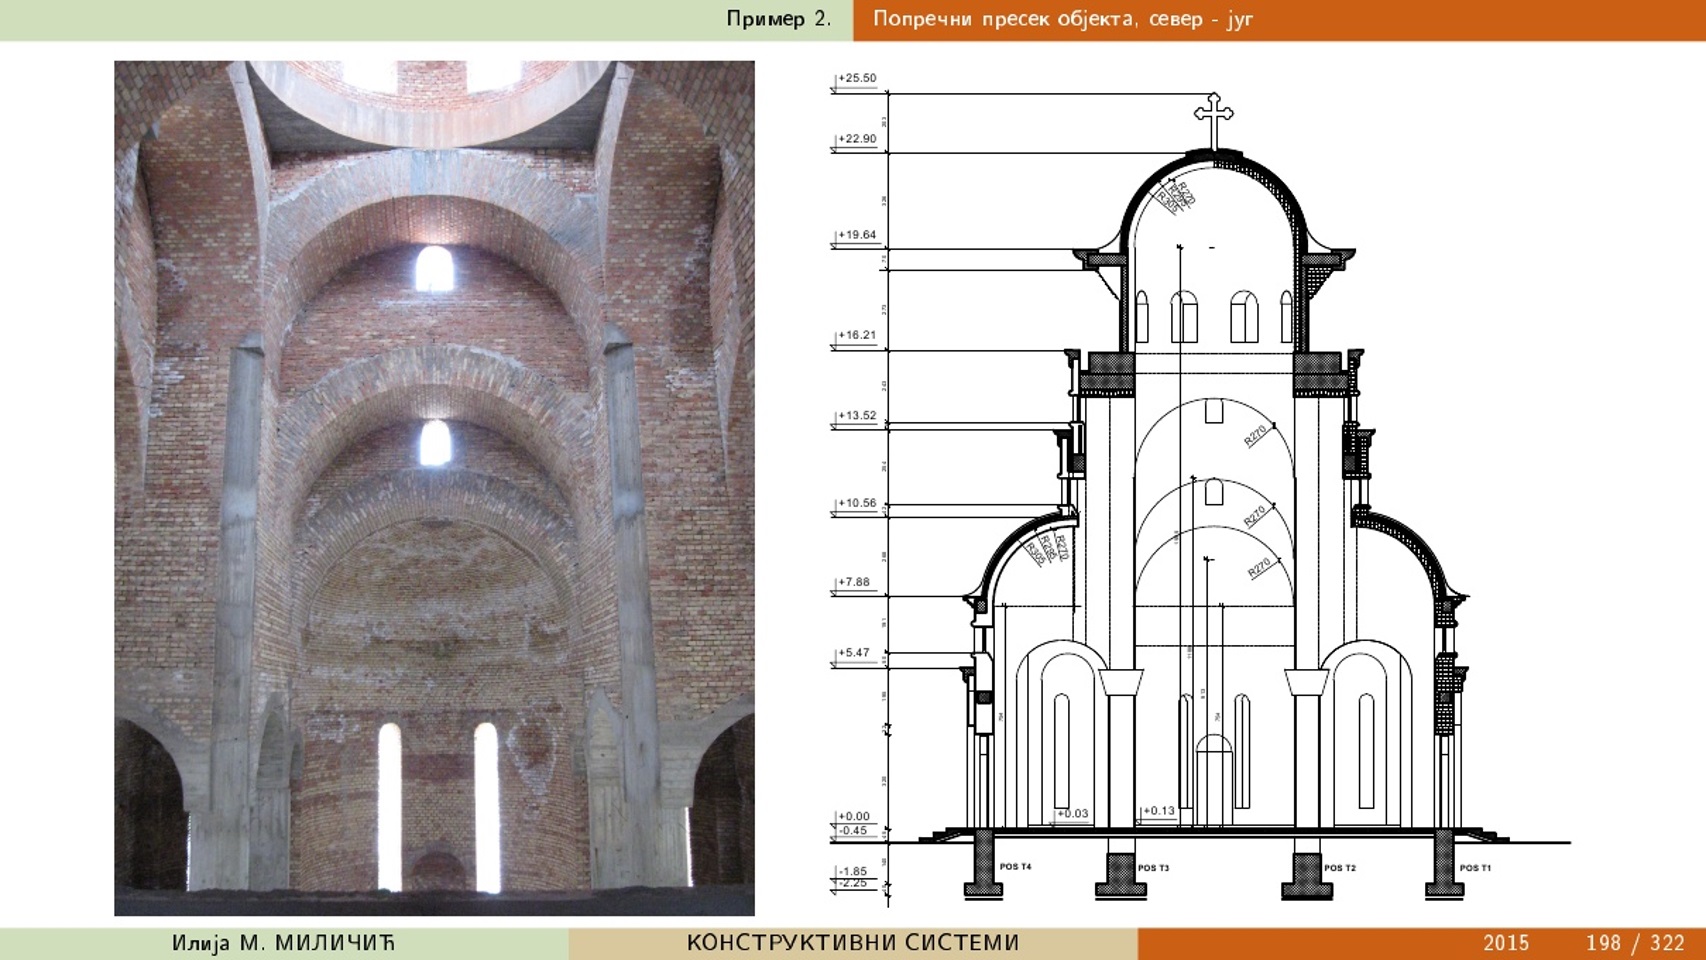 Пример 2.
Попречни пресек објекта, север - југ
+25.50
+22.90
+19.64
+16.21
+13.52
+10.56
+7.88
+5.47
+0.00
-0.45
-1.85
-2.25
R270
R295
R305
R270
R270
R270
R305
R295
R270
+0.03
+0.13
POS T4
POS T3
POS T2
POS T1
Илија М. МИЛИЧИЋ
КОНСТРУКТИВНИ СИСТЕМИ
2015
198 / 322